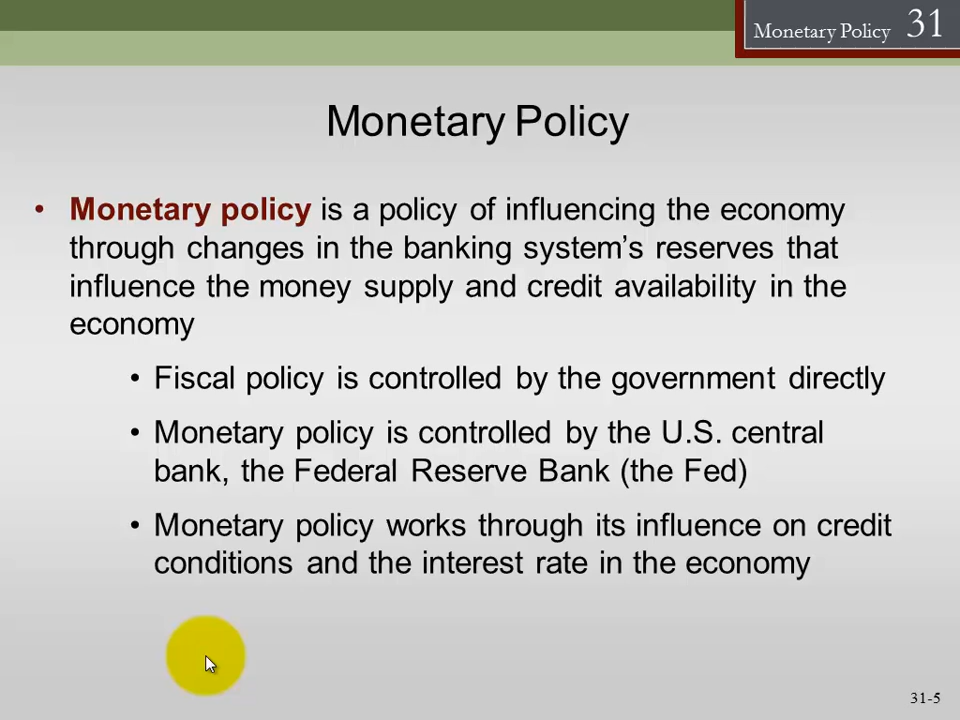 Monetary Policy 31
Monetary Policy
• Monetary policy is a policy of influencing the economy
through changes in the banking system’s reserves that
influence the money supply and credit availability in the
economy
• Fiscal policy is controlled by the government directly
• Monetary policy is controlled by the U.S. central
bank, the Federal Reserve Bank (the Fed)
• Monetary policy works through its influence on credit
conditions and the interest rate in the economy
31-5